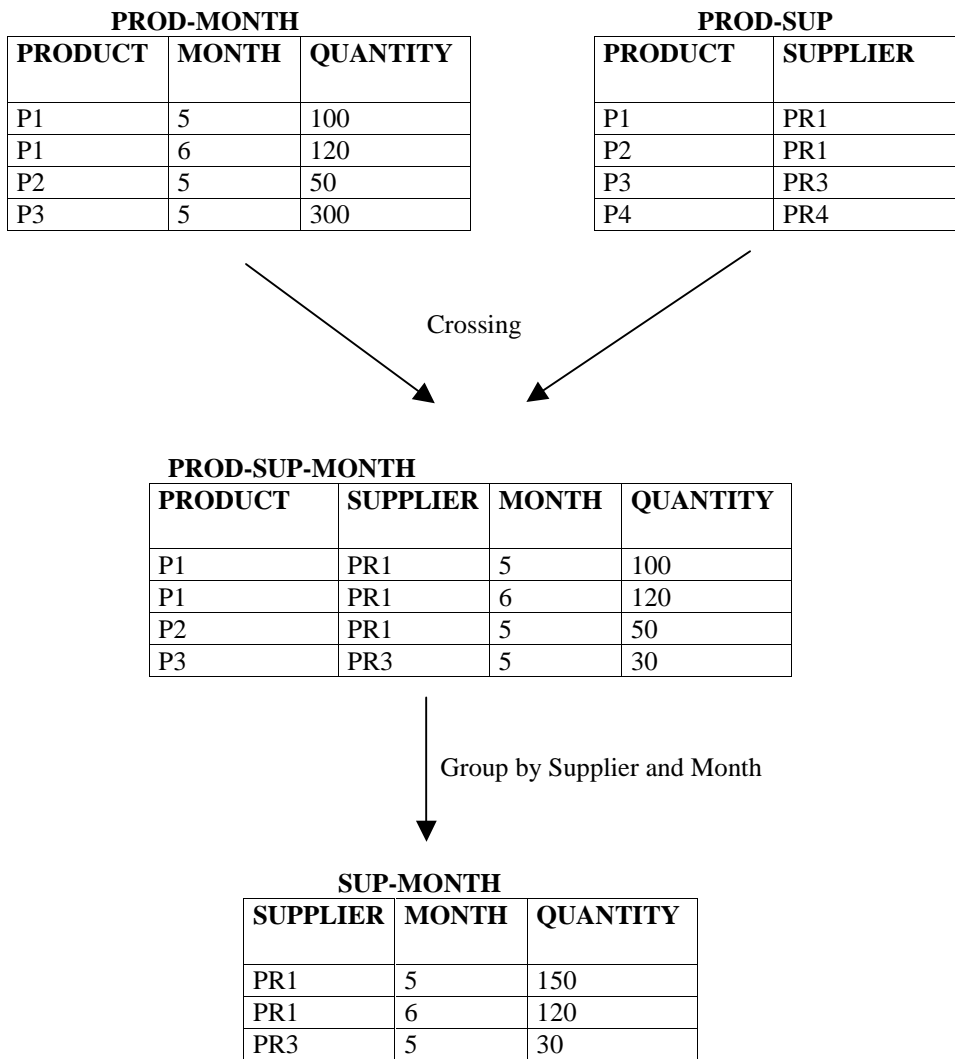 PROD-MONTH
PRODUCT MONTH QUANTITY
P1 5 100
P1 6 120
P2 5 50
P3 5 300
PROD-SUP
PRODUCT SUPPLIER
P1 PR1
P2 PR1
P3 PR3
P4 PR4
Crossing
PROD-SUP-MONTH
PRODUCT SUPPLIER MONTH QUANTITY
P1 PR1 5 100
P1 PR1 6 120
P2 PR1 5 50
P3 PR3 5 30
Group by Supplier and Month
SUP-MONTH
SUPPLIER MONTH QUANTITY
PR1 5 150
PR1 6 120
PR3 5 30